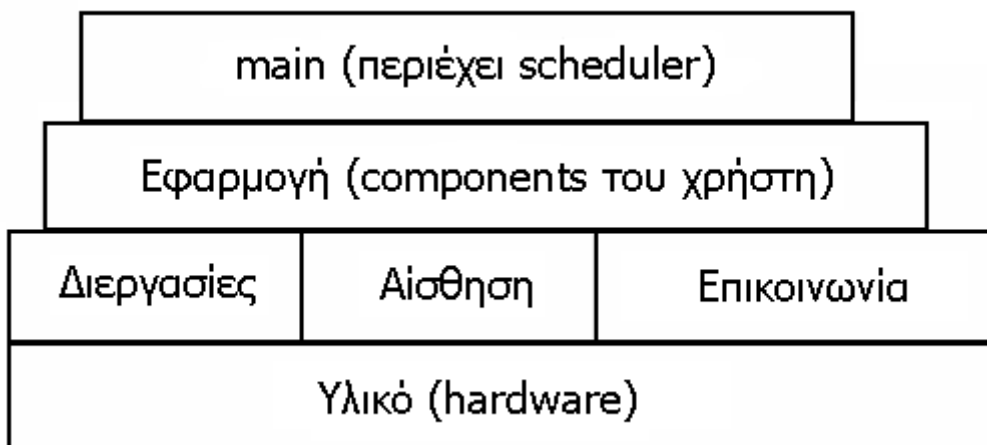 main (περιέχει scheduler)
Εφαρμογή (components του χρήστη)
Διεργασίες
Αίσθηση
Επικοινωνία
Υλικό (hardware)